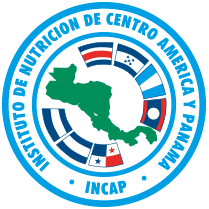 INSTITUTO DE NUTRICION DE CENTRO AMERICA Y PANAMA
· INCAP ·